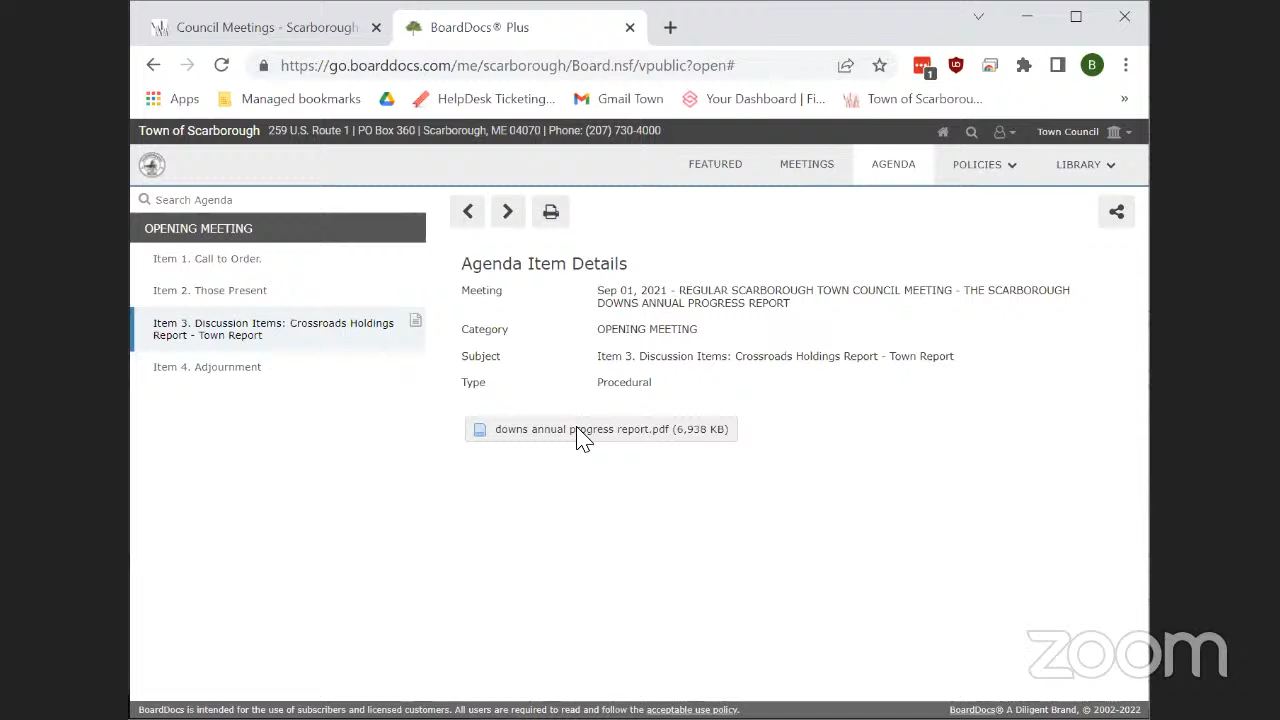 Council Meetings - Scarborough
BoardDocs® Plus
https://go.boarddocs.com/me/scarborough/Board.nsf/vpublic?open#
1
B
Apps
Managed bookmarks
HelpDesk Ticketing...
Gmail Town
Your Dashboard | Fi...
Town of Scarborou...
»
Town of Scarborough 259 U.S. Route 1 | PO Box 360 | Scarborough, ME 04070 | Phone: (207) 730-4000
Town Council
FEATURED
MEETINGS
AGENDA
POLICIES
LIBRARY
Search Agenda
OPENING MEETING
Item 1. Call to Order.
Item 2. Those Present
Item 3. Discussion Items: Crossroads Holdings
Report - Town Report
Item 4. Adjournment
Agenda Item Details
Meeting Sep 01, 2021 - REGULAR SCARBOROUGH TOWN COUNCIL MEETING - THE SCARBOROUGH
DOWNS ANNUAL PROGRESS REPORT
Category OPENING MEETING
Subject Item 3. Discussion Items: Crossroads Holdings Report - Town Report
Type Procedural
downs annual progress report.pdf (6,938 KB)
zoom
BoardDocs is intended for the use of subscribers and licensed customers. All users are required to read and follow the acceptable use policy.
BoardDocs® A Diligent Brand, © 2002-2022